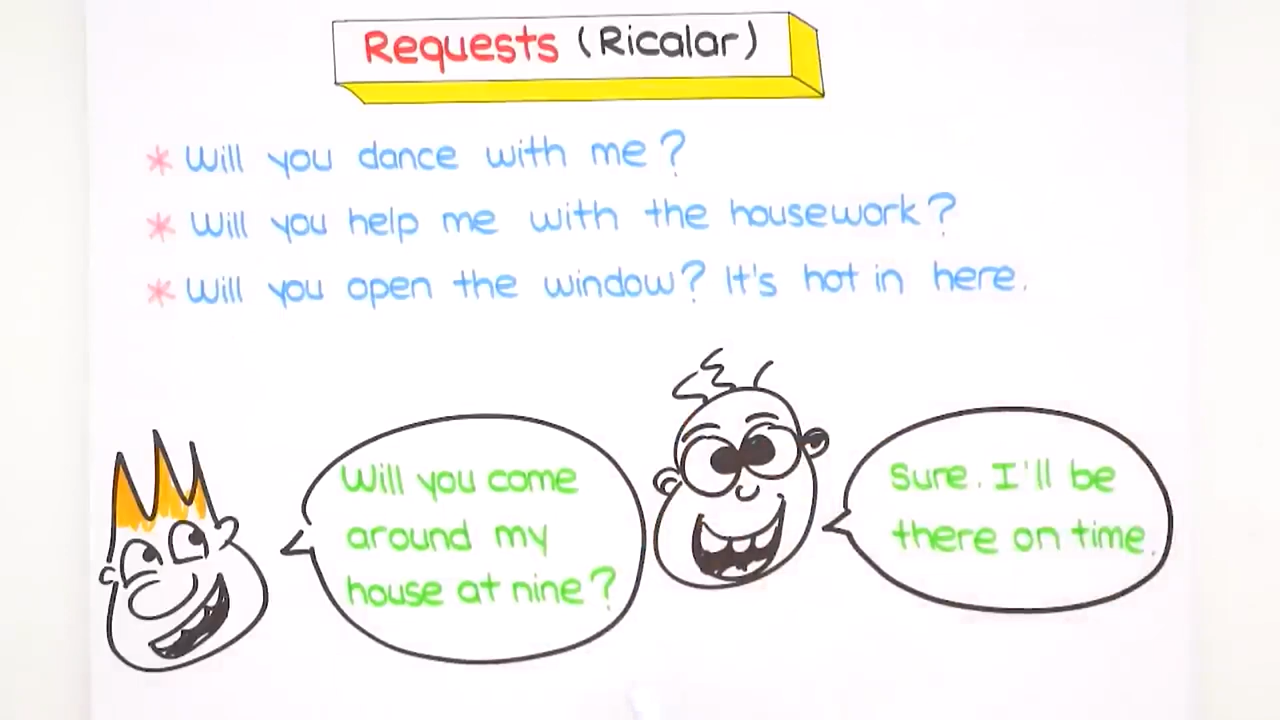 Requests (Ricalar)
* Will you dance with me?
* Will you help me with the housework?
* Will you open the window? It's hot in here.
Will you come
around my
house at nine?
Sure. I'll be
there on time.